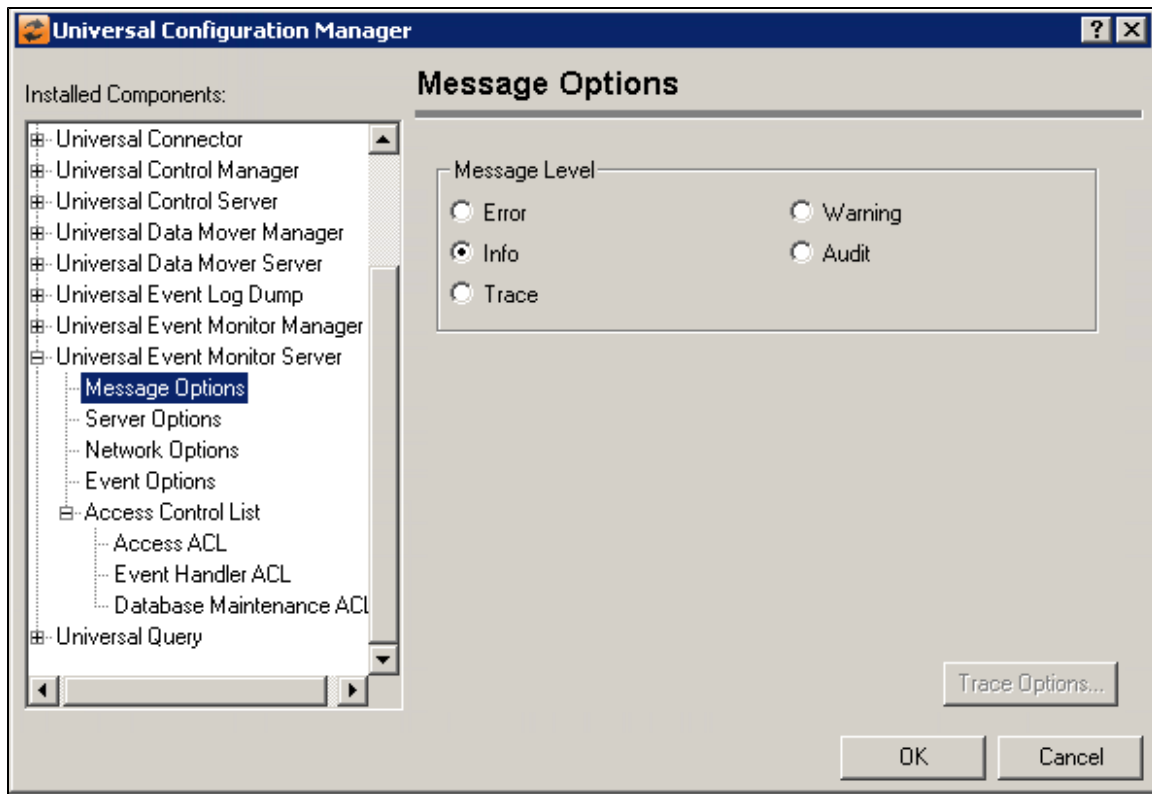 Universal Configuration Manager
Installed Components:
Universal Connector
Universal Control Manager
Universal Control Server
Universal Data Mover Manager
Universal Data Mover Server
Universal Event Log Dump
Universal Event Monitor Manager
Universal Event Monitor Server
Message Options
Server Options
Network Options
Event Options
Access Control List
Access ACL
Event Handler ACL
Database Maintenance ACL
Universal Query
Message Options
Message Level
Error
Warning
Info
Audit
Trace
Trace Options...
OK
Cancel